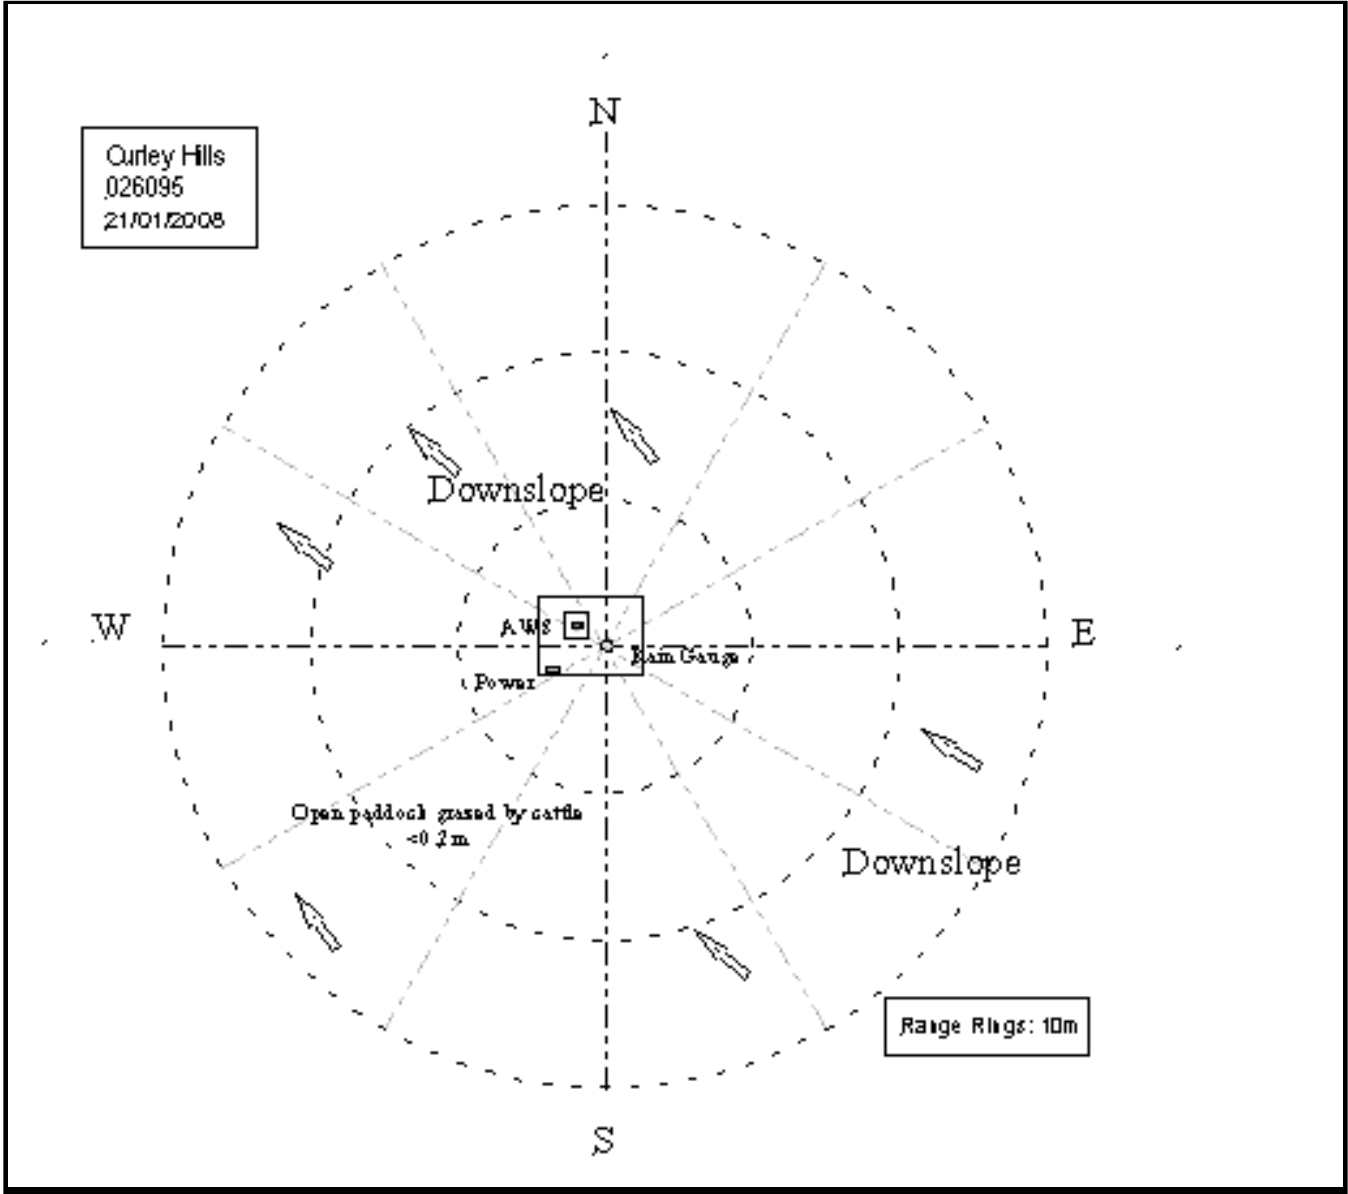 N
Curley Hills
026095
21/01/2008
Downslope
W
E
AWS
Rain Gauge
Power
Open paddock grazed by cattle
<0.2m
Downslope
Range Rings: 10m
S